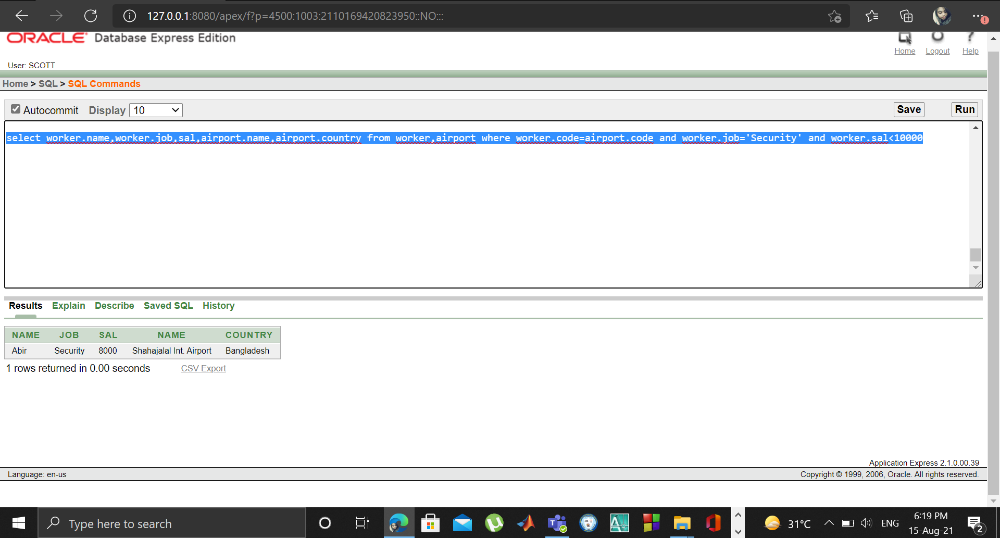 127.0.0.1:8080/apex/f?p=4500:1003:2110169420823950::NO:::
ORACLE Database Express Edition
Home Logout Help
User: SCOTT
Home > SQL > SQL Commands
Autocommit Display 10 Save Run
select worker.name,worker.job,sal,airport.name,airport.country from worker,airport where worker.code=airport.code and worker.job='Security' and worker.sal<10000
Results Explain Describe Saved SQL History
NAME JOB SAL NAME COUNTRY
Abir Security 8000 Shahajalal Int. Airport Bangladesh
1 rows returned in 0.00 seconds CSV Export
Application Express 2.1.0.00.39
Language: en-us Copyright © 1999, 2006, Oracle. All rights reserved.
Type here to search 31°C ENG 6:19 PM
15-Aug-21 2